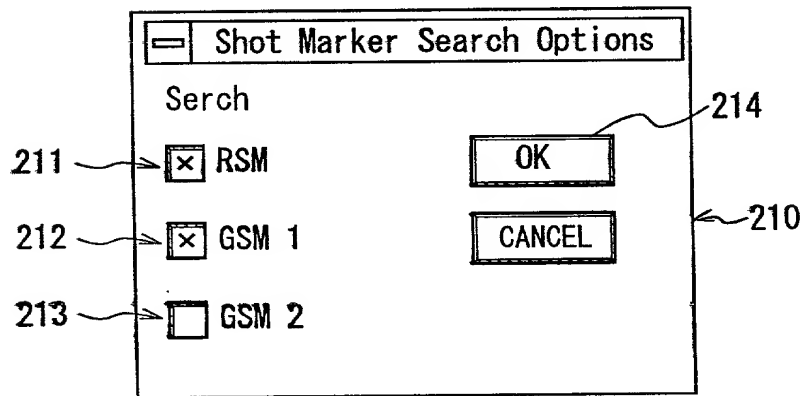 Shot Marker Search Options
Serch
214
211 RSM OK
210
212 GSM 1 CANCEL
213 GSM 2